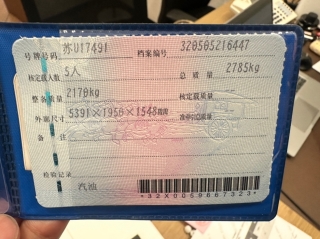 号牌号码 苏U17491 档案编号 320505216447
核定载人数 5人 总质量 2785kg
整备质量 2170kg 核定载质量
外廓尺寸 5391×1956×1548mm 准牵引总质量
备注
检验记录
汽油
*32X0059867323*